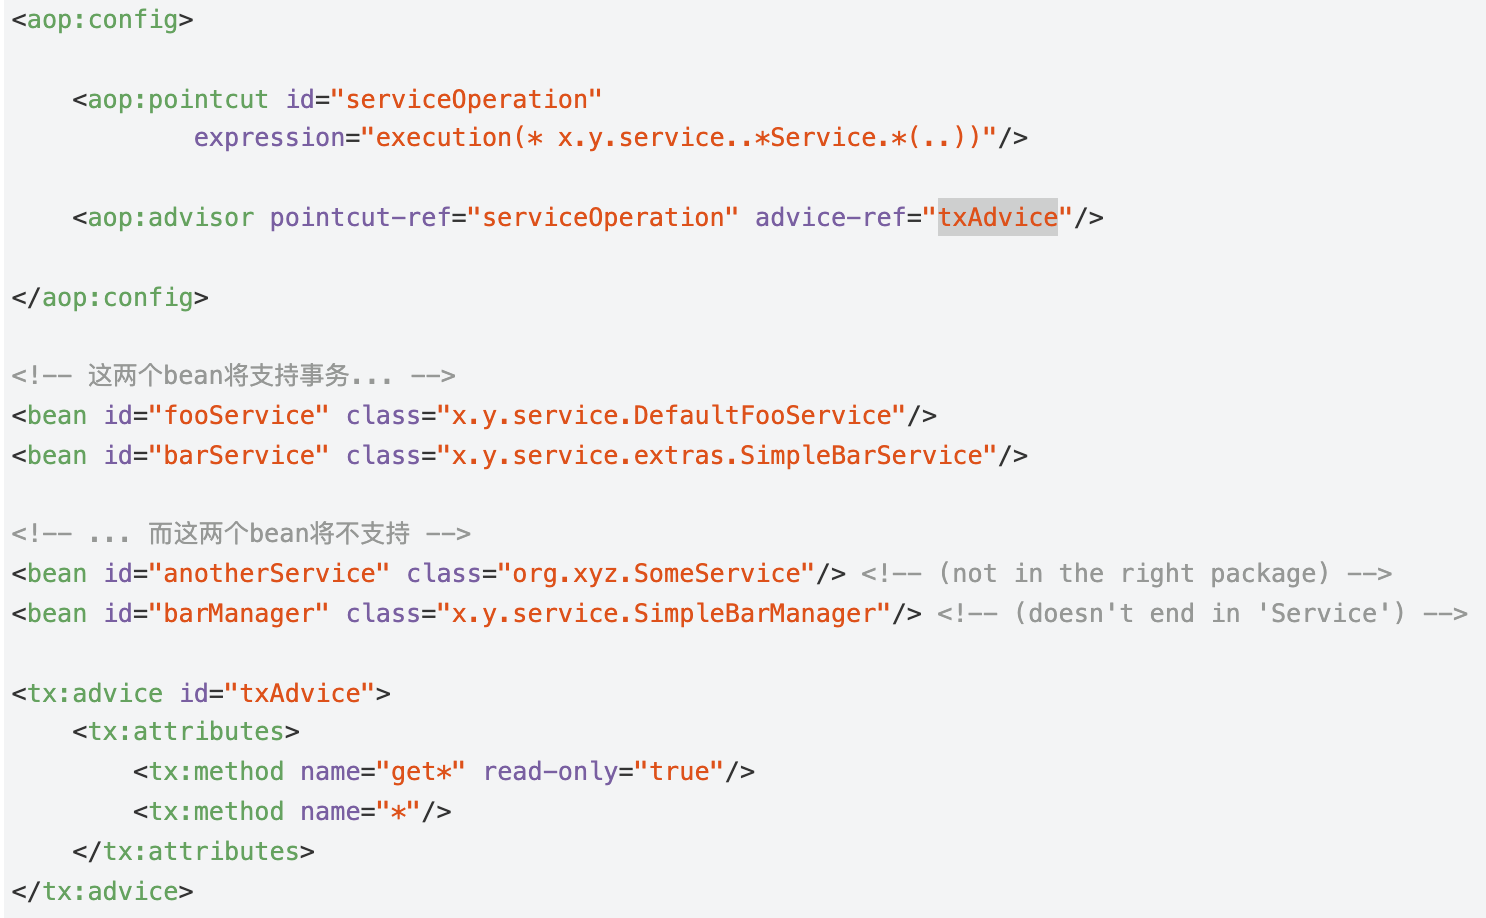 <aop:config>
<aop:pointcut id="serviceOperation"
expression="execution(* x.y.service..*Service.*(..))"/>
<aop:advisor pointcut-ref="serviceOperation" advice-ref="txAdvice"/>
</aop:config>
<!-- 这两个bean将支持事务... -->
<bean id="fooService" class="x.y.service.DefaultFooService"/>
<bean id="barService" class="x.y.service.extras.SimpleBarService"/>
<!-- ... 而这两个bean将不支持 -->
<bean id="anotherService" class="org.xyz.SomeService"/> <!-- (not in the right package) -->
<bean id="barManager" class="x.y.service.SimpleBarManager"/> <!-- (doesn't end in 'Service') -->
<tx:advice id="txAdvice">
<tx:attributes>
<tx:method name="get*" read-only="true"/>
<tx:method name="*"/>
</tx:attributes>
</tx:advice>